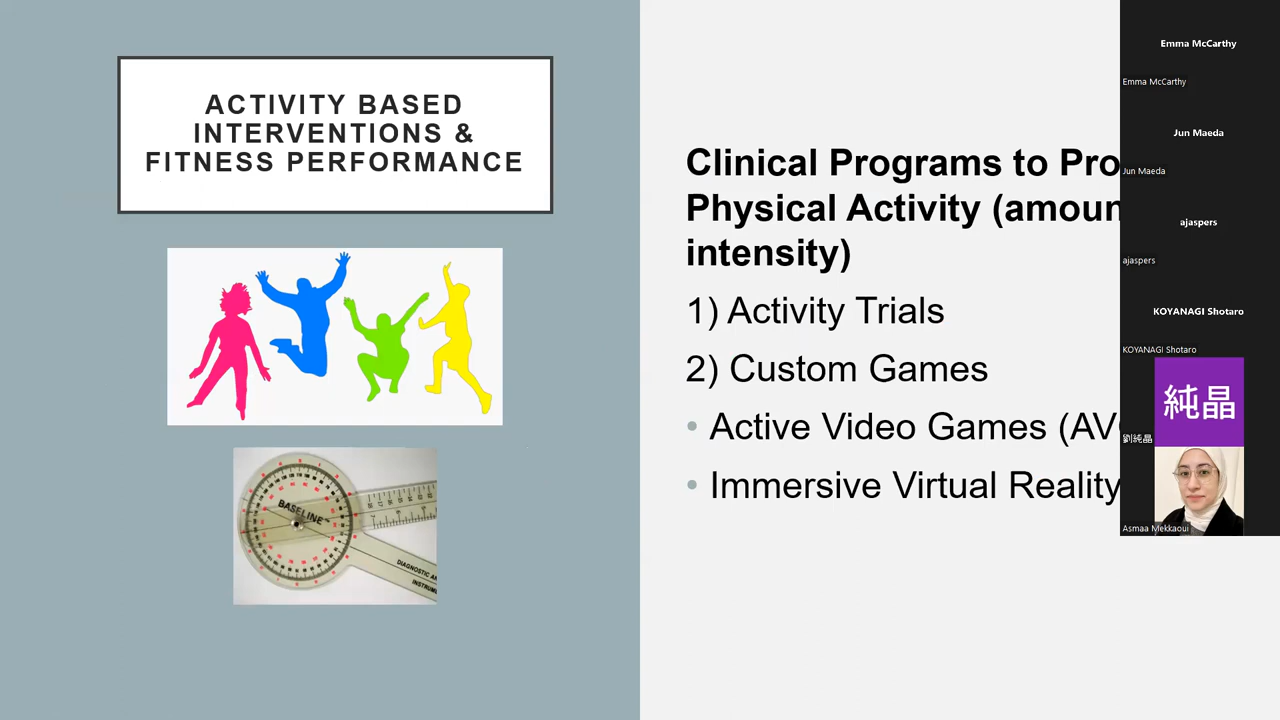 ACTIVITY BASED
INTERVENTIONS &
FITNESS PERFORMANCE
BASELINE
DIAGNOSTIC
Clinical Programs to Pro
Physical Activity (amoun
intensity)
1) Activity Trials
2) Custom Games
• Active Video Games (AV
• Immersive Virtual Reality
Emma McCarthy
Emma McCarthy
Jun Maeda
Jun Maeda
ajaspers
ajaspers
KOYANAGI Shotaro
KOYANAGI Shotaro
純晶
劉純晶
Asmaa Mekkaoui